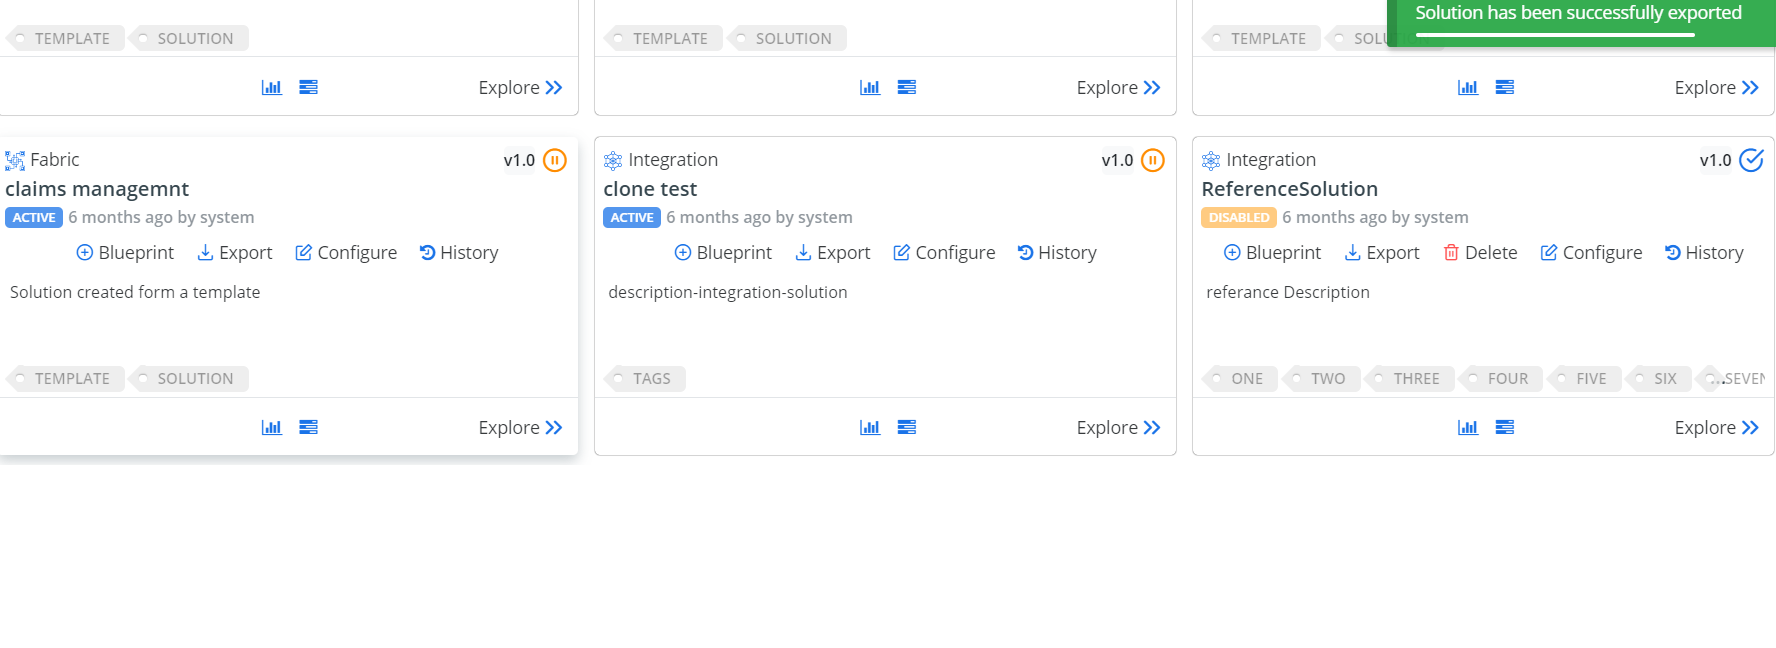 Solution has been successfully exported
TEMPLATE SOLUTION
TEMPLATE SOLUTION
TEMPLATE
Explore
Explore
Explore
Fabric v1.0
claims managemnt
ACTIVE 6 months ago by system
Blueprint Export Configure History
Solution created form a template
TEMPLATE SOLUTION
Explore
Integration v1.0
clone test
ACTIVE 6 months ago by system
Blueprint Export Configure History
description-integration-solution
TAGS
Explore
Integration v1.0
ReferenceSolution
DISABLED 6 months ago by system
Blueprint Export Delete Configure History
referance Description
ONE TWO THREE FOUR FIVE SIX ...SEVEN
Explore